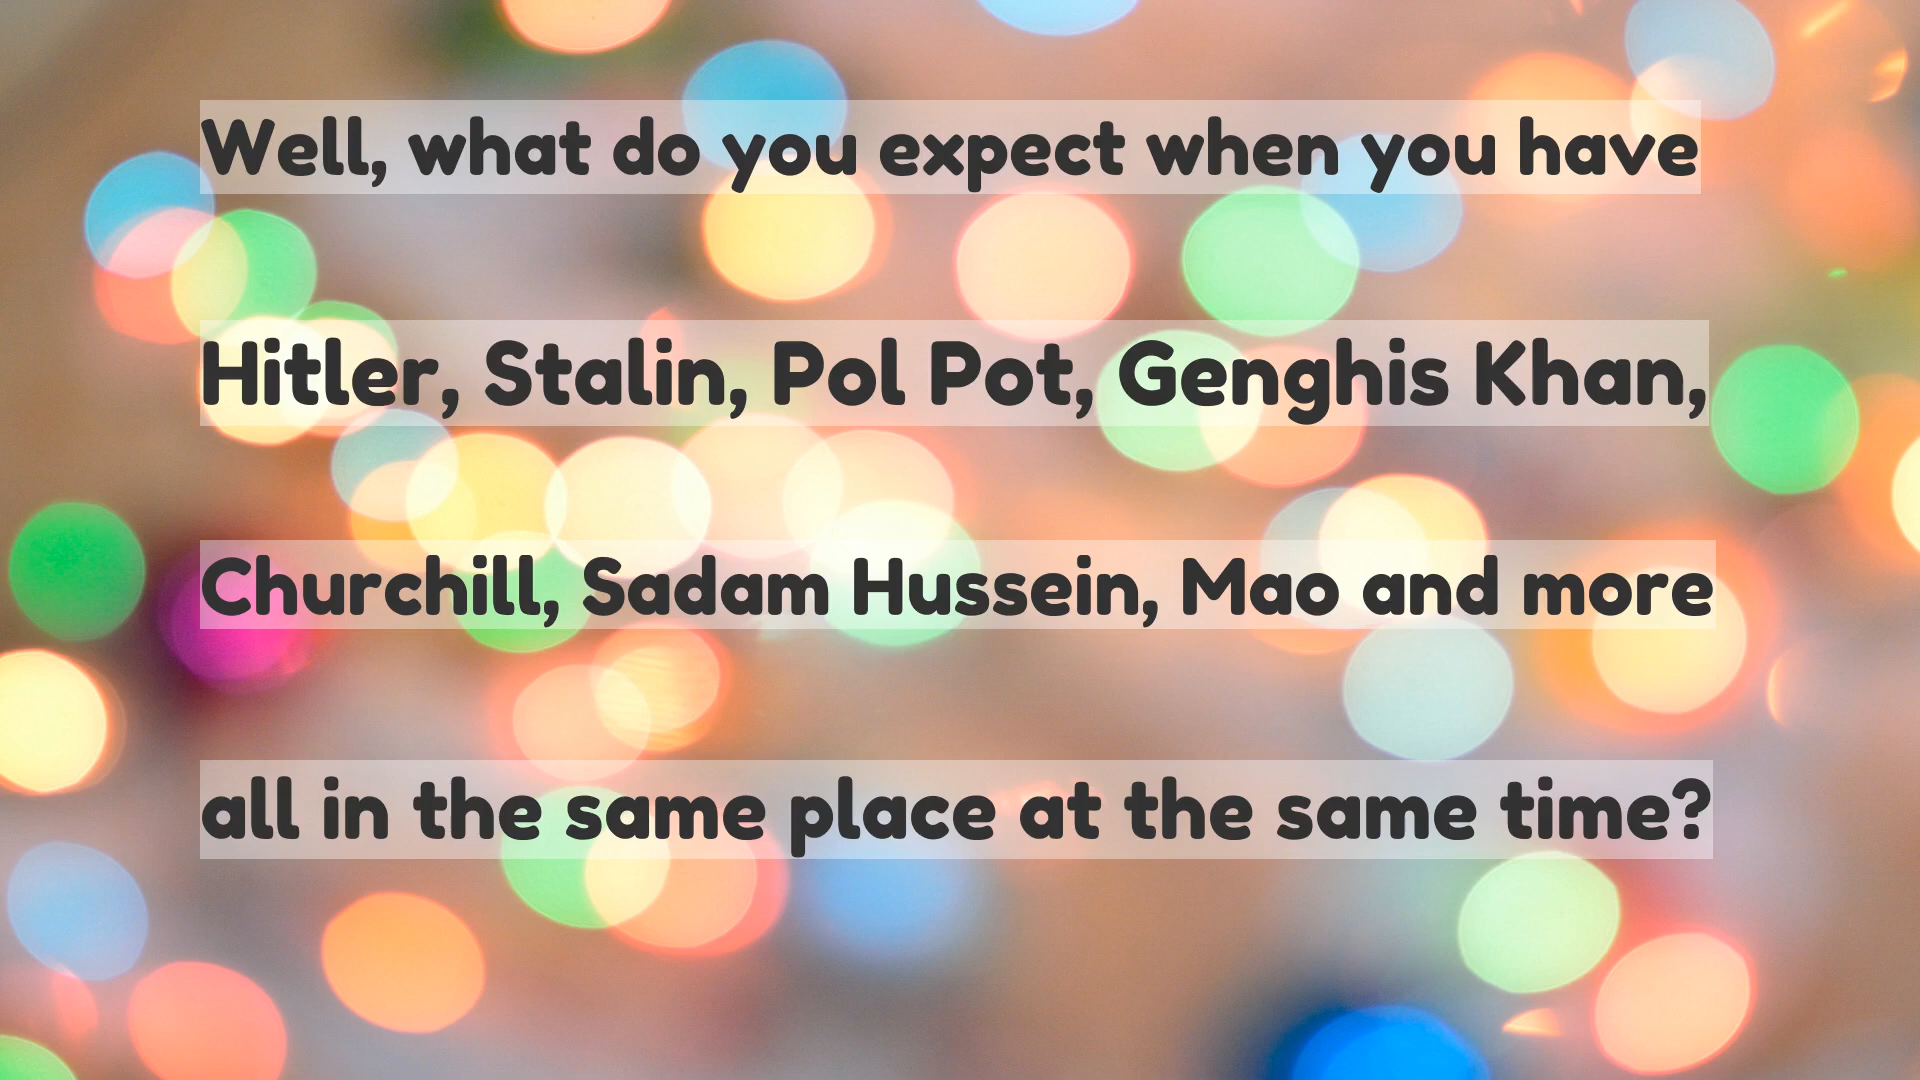 Well, what do you expect when you have
Hitler, Stalin, Pol Pot, Genghis Khan,
Churchill, Sadam Hussein, Mao and more
all in the same place at the same time?